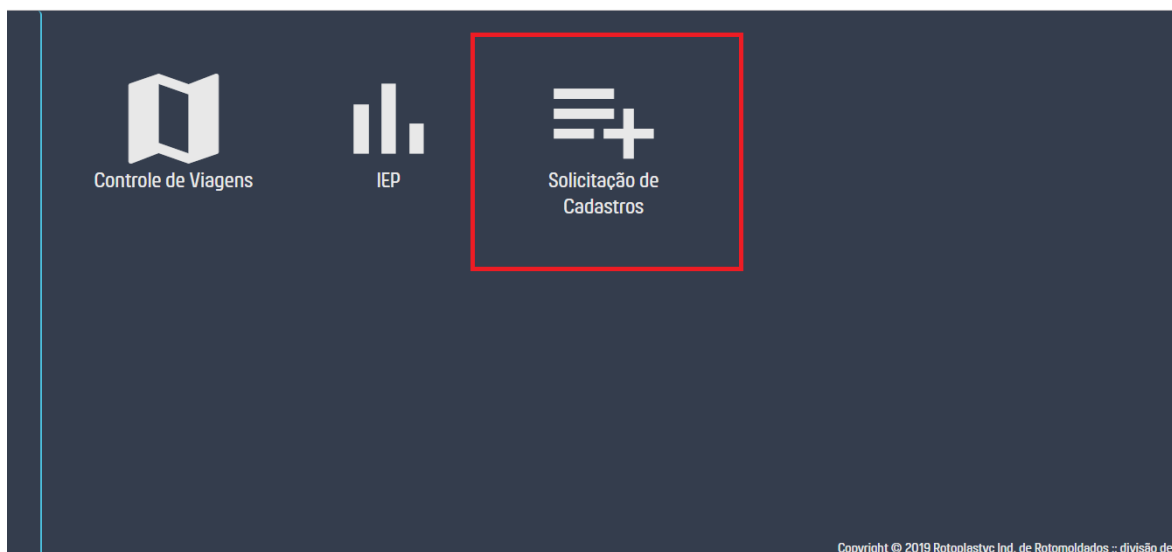 Controle de Viagens
IEP
Solicitação de
Cadastros
Copyright © 2019 Rotoplastyc Ind. de Rotomoldados :: divisão de